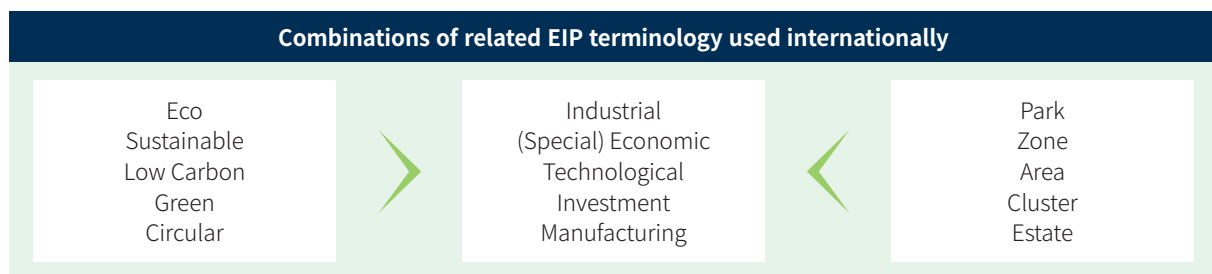 Combinations of related EIP terminology used internationally
Eco
Sustainable
Low Carbon
Green
Circular
Industrial
(Special) Economic
Technological
Investment
Manufacturing
Park
Zone
Area
Cluster
Estate